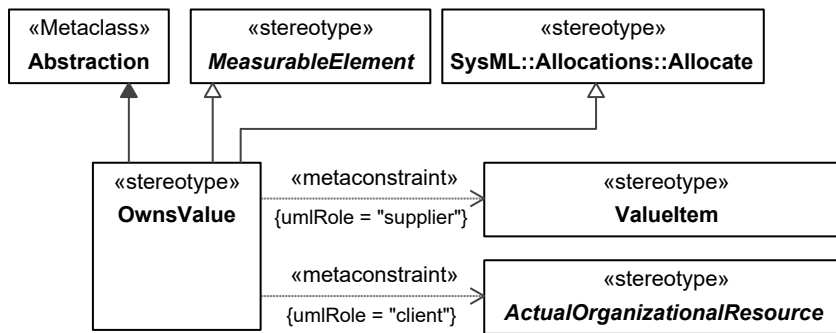 «Metaclass»
Abstraction
«stereotype»
MeasurableElement
«stereotype»
SysML::Allocations::Allocate
«stereotype»
OwnsValue
«metaconstraint»
{umlRole = "supplier"}
«stereotype»
ValueItem
«metaconstraint»
{umlRole = "client"}
«stereotype»
ActualOrganizationalResource